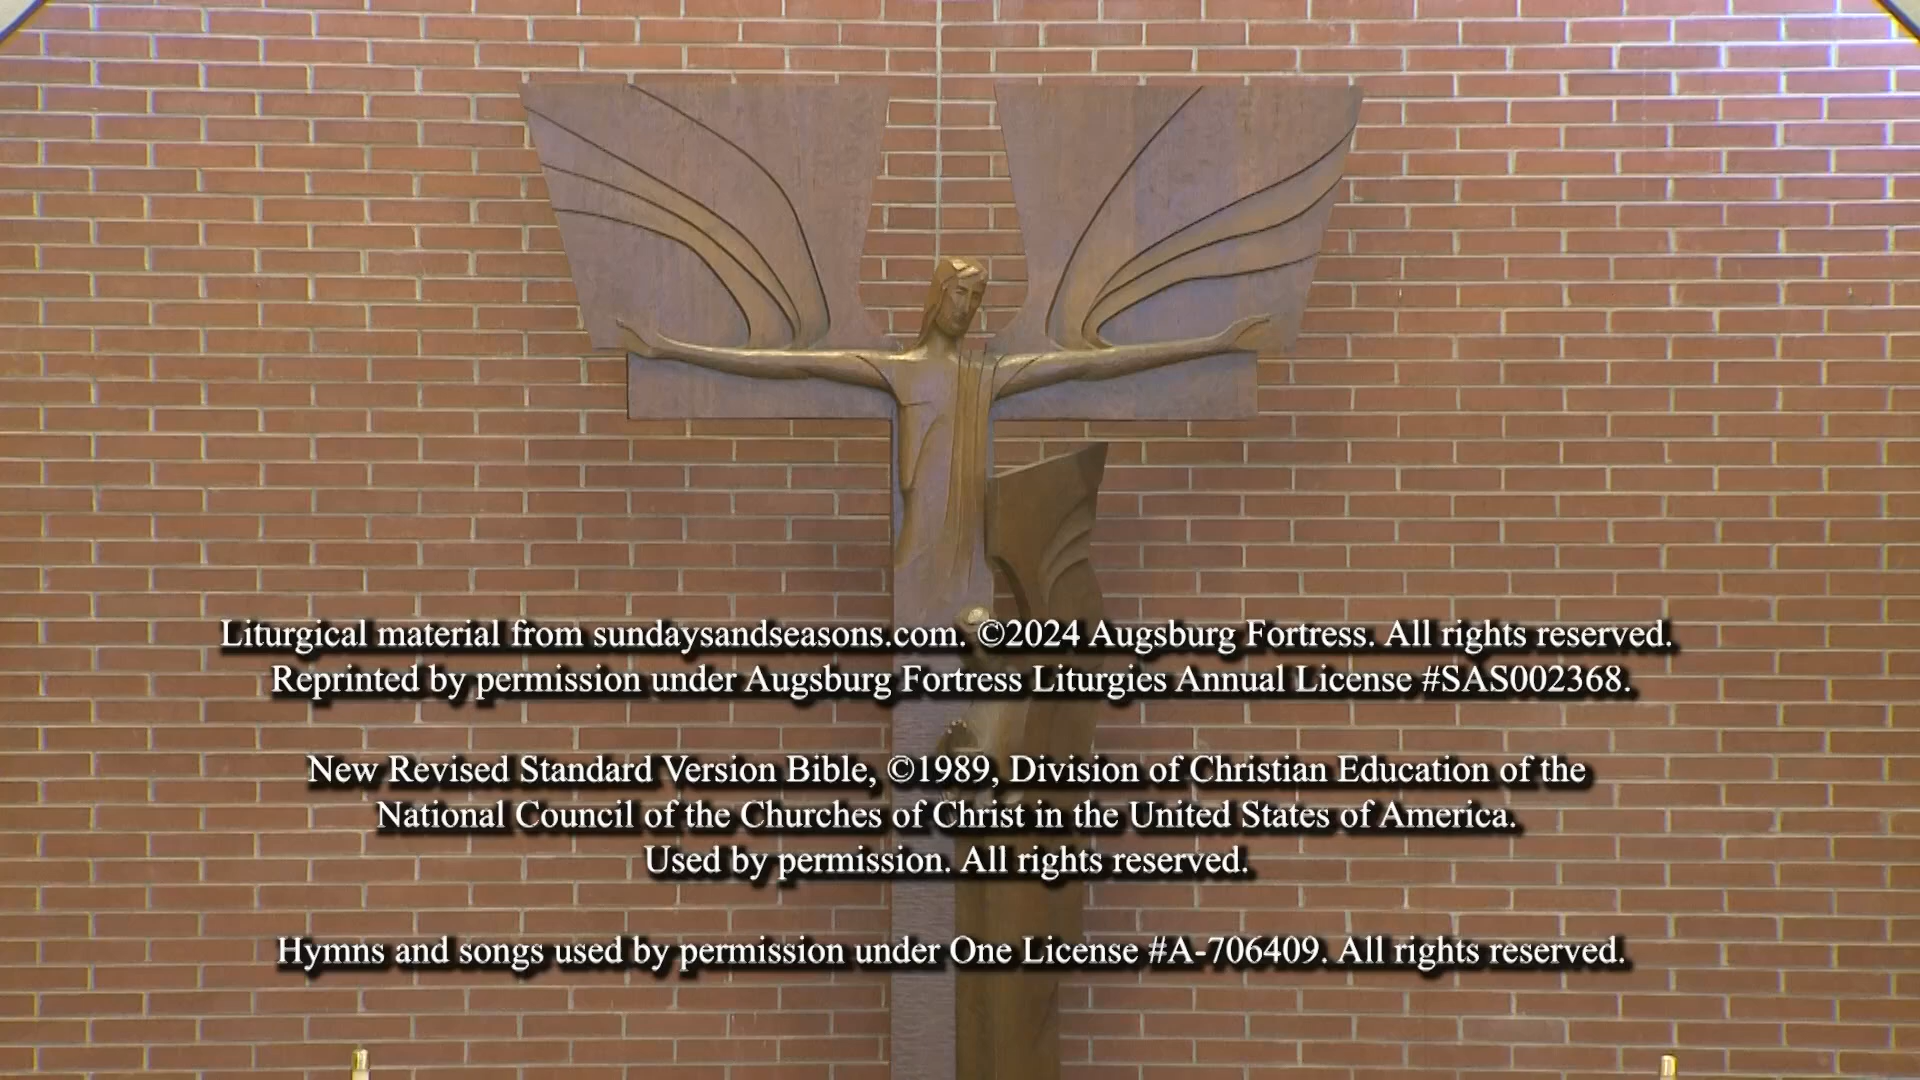 Liturgical material from sundaysandseasons.com. ©2024 Augsburg Fortress. All rights reserved.
Reprinted by permission under Augsburg Fortress Liturgies Annual License #SAS002368.
New Revised Standard Version Bible, ©1989, Division of Christian Education of the
National Council of the Churches of Christ in the United States of America.
Used by permission. All rights reserved.
Hymns and songs used by permission under One License #A-706409. All rights reserved.